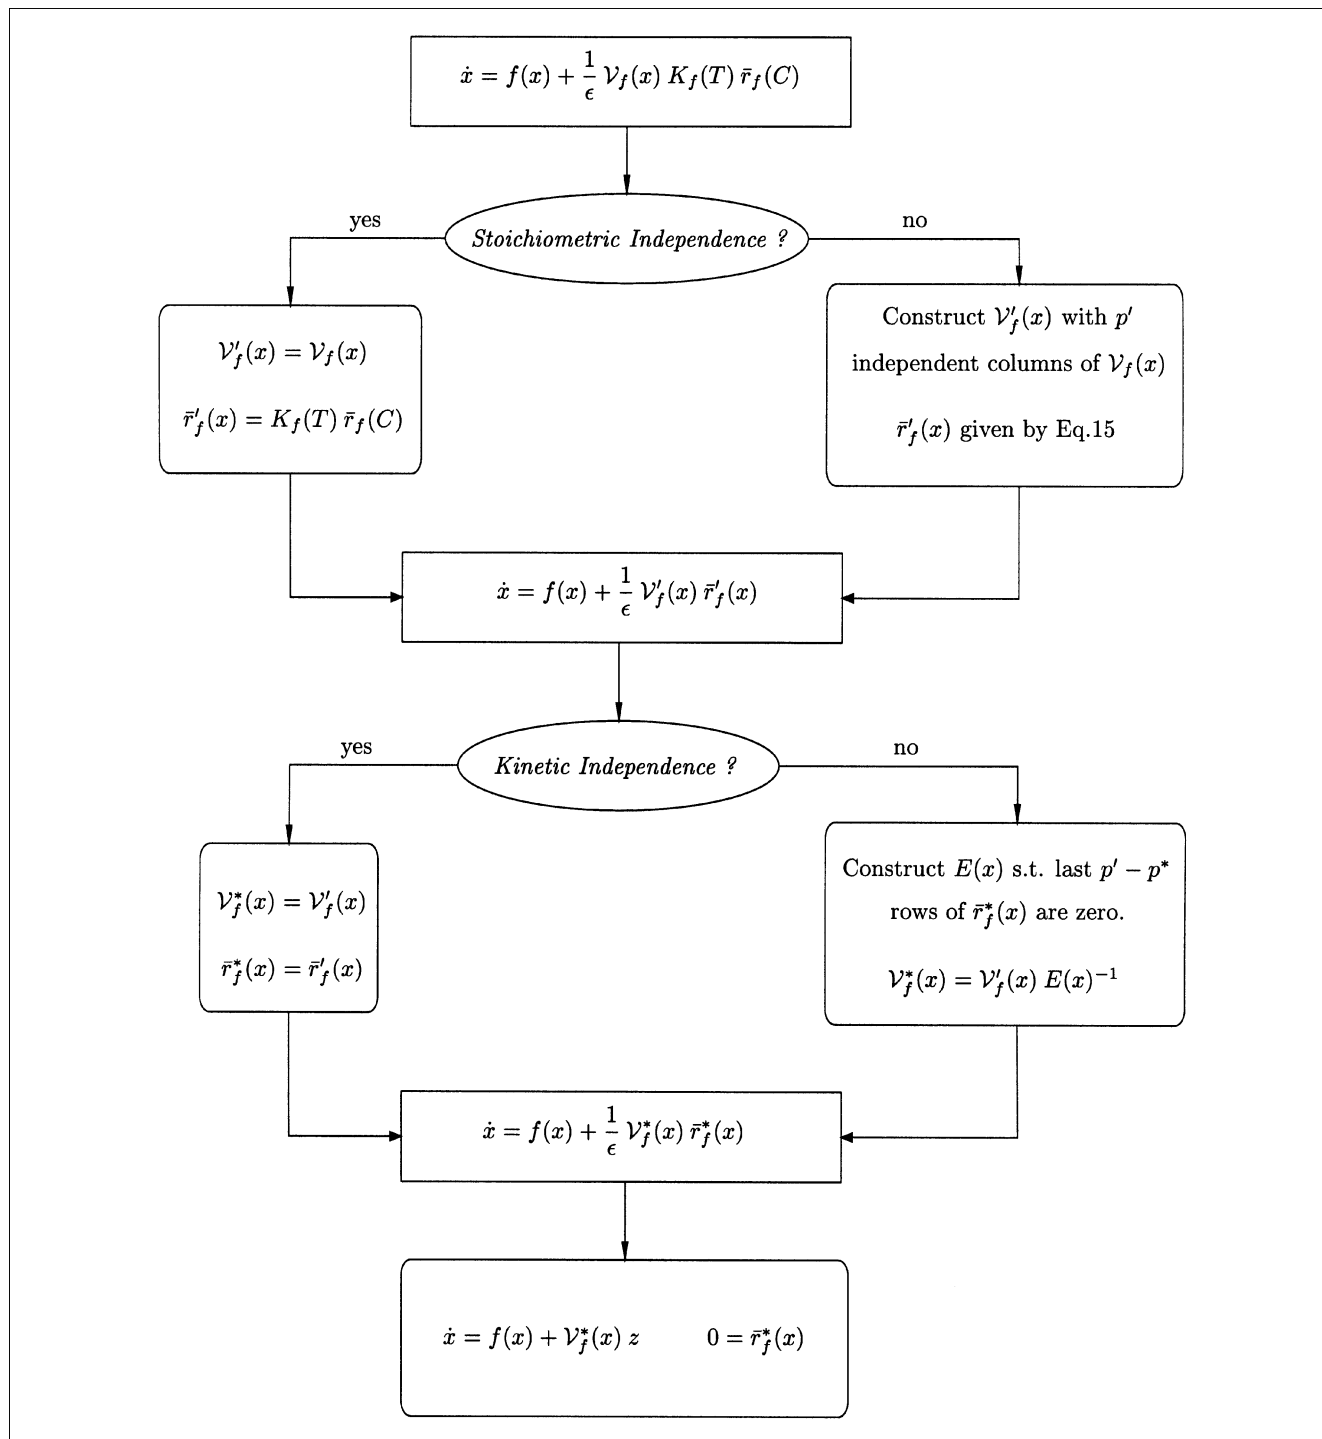 ẋ = f(x) + 1/ϵ 𝒱_f(x) K_f(T) r̄_f(C)
Stoichiometric Independence ?
yes
no
𝒱′_f(x) = 𝒱_f(x)
r̄′_f(x) = K_f(T) r̄_f(C)
Construct 𝒱′_f(x) with p′
independent columns of 𝒱_f(x)
r̄′_f(x) given by Eq.15
ẋ = f(x) + 1/ϵ 𝒱′_f(x) r̄′_f(x)
Kinetic Independence ?
yes
no
𝒱*_f(x) = 𝒱′_f(x)
r̄*_f(x) = r̄′_f(x)
Construct E(x) s.t. last p′ − p*
rows of r̄*_f(x) are zero.
𝒱*_f(x) = 𝒱′_f(x) E(x)⁻¹
ẋ = f(x) + 1/ϵ 𝒱*_f(x) r̄*_f(x)
ẋ = f(x) + 𝒱*_f(x) z 0 = r̄*_f(x)